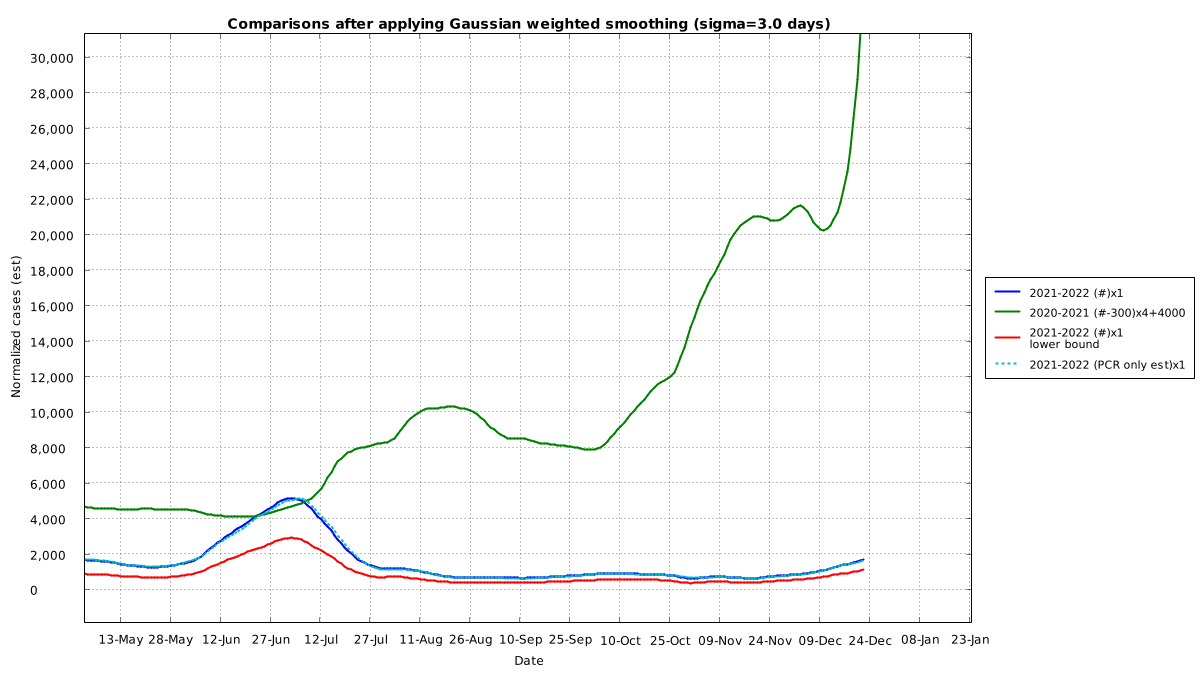 Comparisons after applying Gaussian weighted smoothing (sigma=3.0 days)
30,000
28,000
26,000
24,000
22,000
20,000
18,000
16,000
14,000
12,000
10,000
8,000
6,000
4,000
2,000
0
Normalized cases (est)
13-May 28-May 12-Jun 27-Jun 12-Jul 27-Jul 11-Aug 26-Aug 10-Sep 25-Sep 10-Oct 25-Oct 09-Nov 24-Nov 09-Dec 24-Dec 08-Jan 23-Jan
Date
2021-2022 (#)x1
2020-2021 (#-300)x4+4000
2021-2022 (#)x1
lower bound
2021-2022 (PCR only est)x1